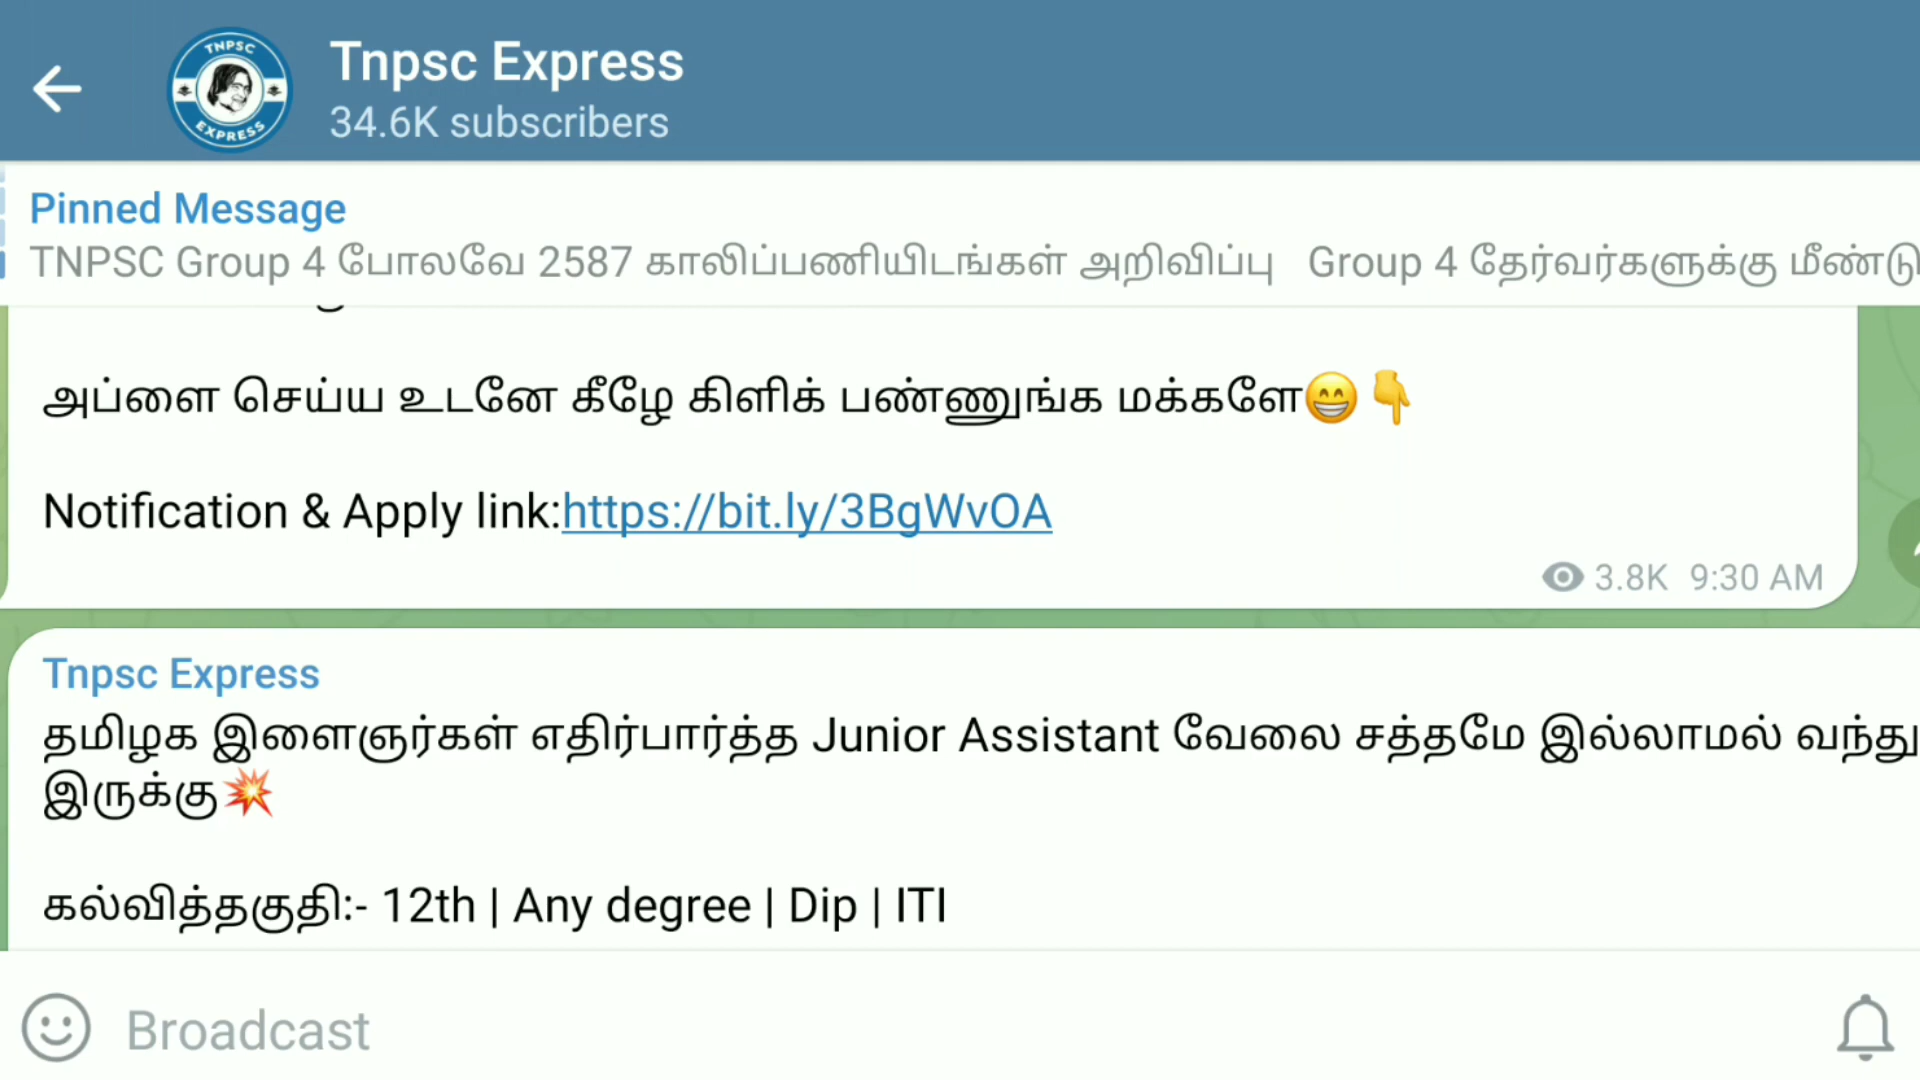 TNPSC
EXPRESS
Tnpsc Express
34.6K subscribers
Pinned Message
TNPSC Group 4 போலவே 2587 காலிப்பணியிடங்கள் அறிவிப்பு Group 4 தேர்வர்களுக்கு மீண்டு
அப்ளை செய்ய உடனே கீழே கிளிக் பண்ணுங்க மக்களே😁👇
Notification & Apply link:https://bit.ly/3BgWvOA
3.8K 9:30 AM
Tnpsc Express
தமிழக இளைஞர்கள் எதிர்பார்த்த Junior Assistant வேலை சத்தமே இல்லாமல் வந்து
இருக்கு💥
கல்வித்தகுதி:- 12th | Any degree | Dip | ITI
Broadcast